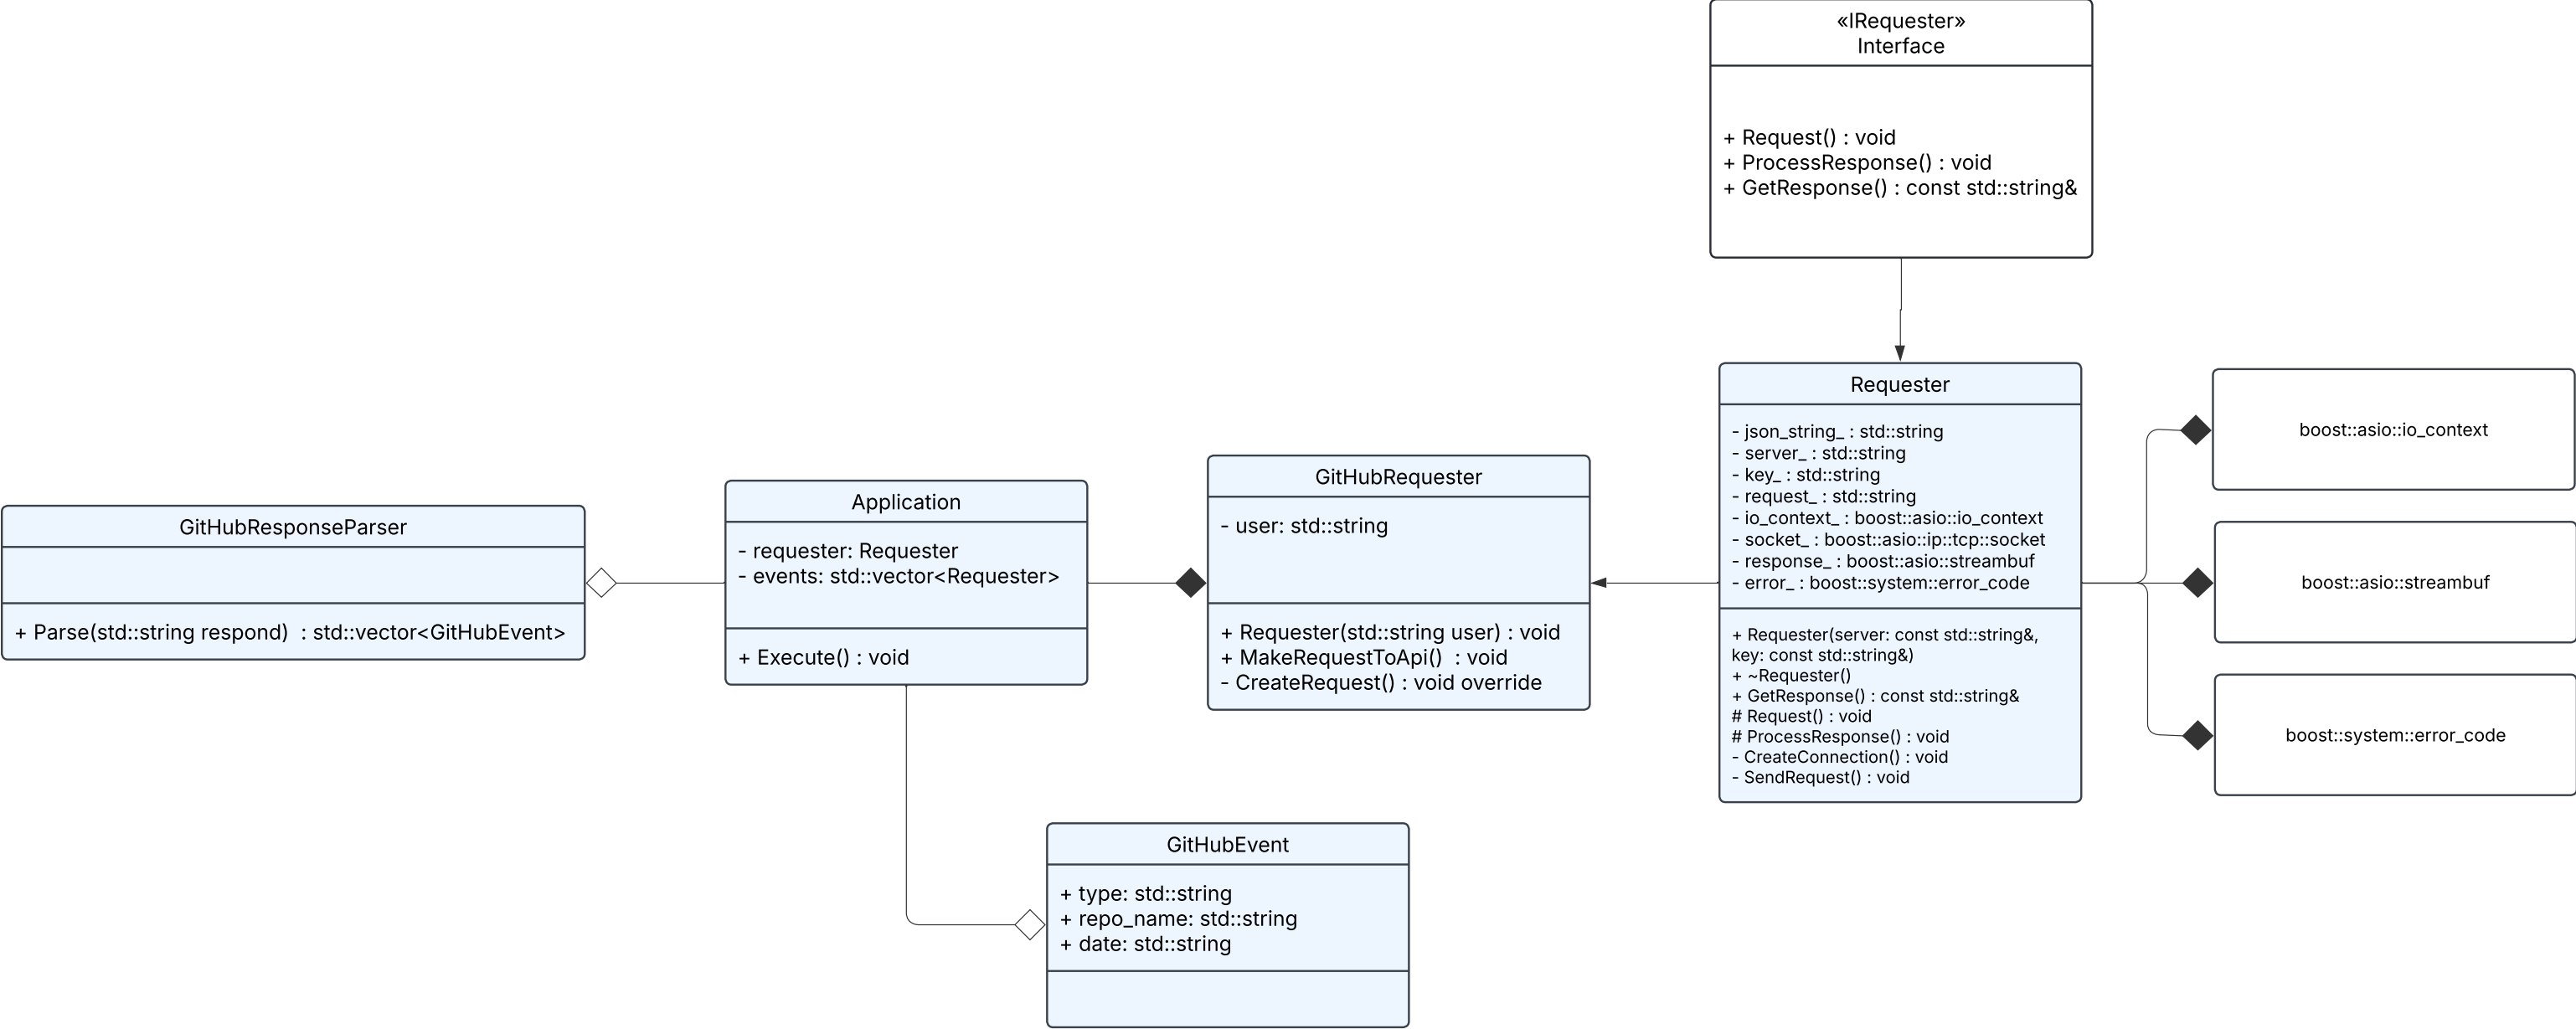 «IRequester»
Interface
+ Request() : void
+ ProcessResponse() : void
+ GetResponse() : const std::string&
Requester
- json_string_ : std::string
- server_ : std::string
- key_ : std::string
- request_ : std::string
- io_context_ : boost::asio::io_context
- socket_ : boost::asio::ip::tcp::socket
- response_ : boost::asio::streambuf
- error_ : boost::system::error_code
+ Requester(server: const std::string&,
key: const std::string&)
+ ~Requester()
+ GetResponse() : const std::string&
# Request() : void
# ProcessResponse() : void
- CreateConnection() : void
- SendRequest() : void
boost::asio::io_context
boost::asio::streambuf
boost::system::error_code
GitHubRequester
- user: std::string
+ Requester(std::string user) : void
+ MakeRequestToApi()  : void
- CreateRequest() : void override
Application
- requester: Requester
- events: std::vector<Requester>
+ Execute() : void
GitHubResponseParser
+ Parse(std::string respond)  : std::vector<GitHubEvent>
GitHubEvent
+ type: std::string
+ repo_name: std::string
+ date: std::string